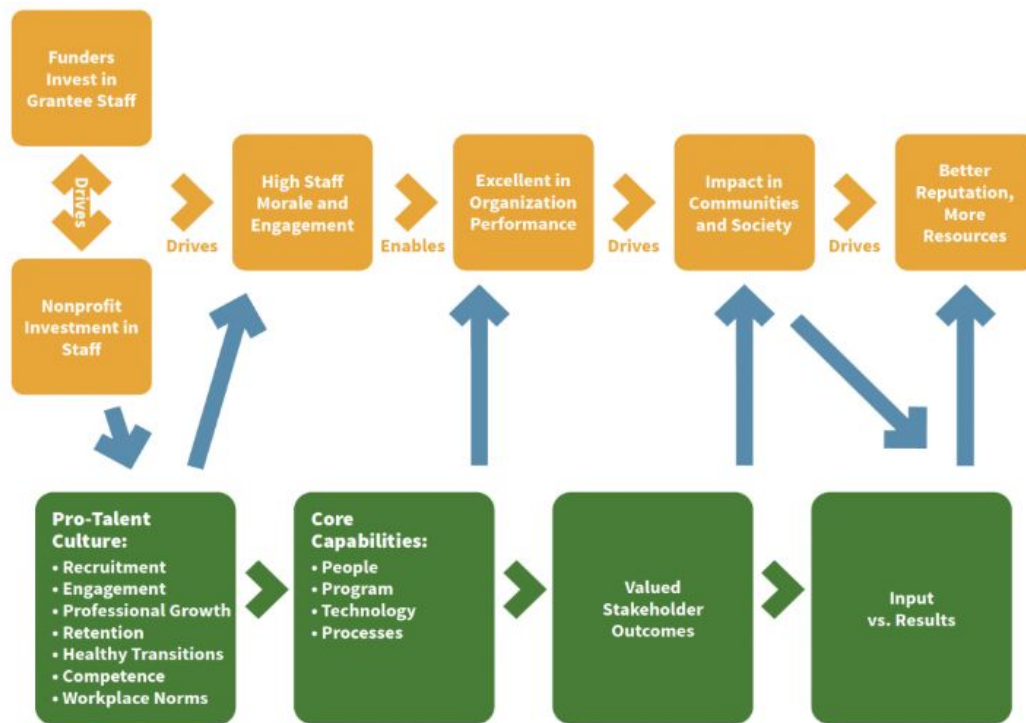 Funders
Invest in
Grantee Staff
Drives
Nonprofit
Investment in
Staff
Drives
High Staff
Morale and
Engagement
Enables
Excellent in
Organization
Performance
Drives
Impact in
Communities
and Society
Drives
Better
Reputation,
More
Resources
Pro-Talent
Culture:
• Recruitment
• Engagement
• Professional Growth
• Retention
• Healthy Transitions
• Competence
• Workplace Norms
Core
Capabilities:
• People
• Program
• Technology
• Processes
Valued
Stakeholder
Outcomes
Input
vs. Results